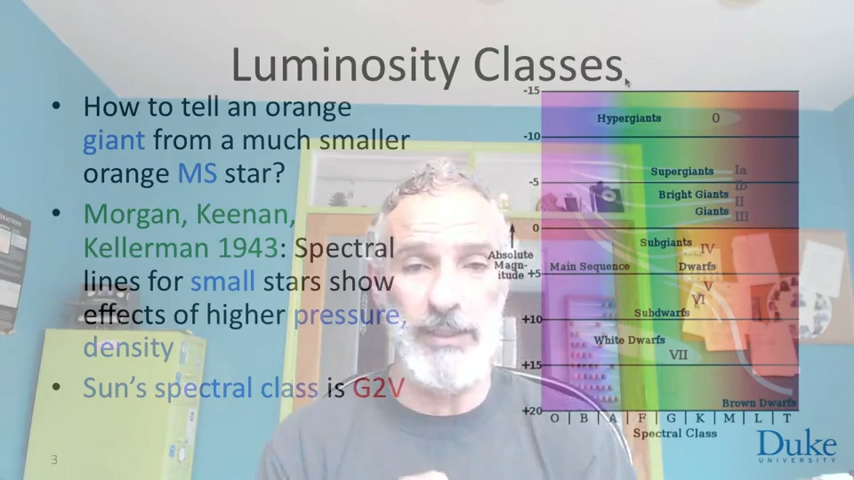 Luminosity Classes
• How to tell an orange
giant from a much smaller
orange MS star?
• Morgan, Keenan,
Kellerman 1943: Spectral
lines for small stars show
effects of higher pressure,
density
• Sun's spectral class is G2V
3
-15
-10
-5
0
+5
+10
+15
+20
Absolute
Magn-
itude
Hypergiants 0
Supergiants Ia
Ib
Bright Giants II
Giants III
Subgiants IV
Main Sequence Dwarfs V
VI
Subdwarfs
White Dwarfs
VII
Brown Dwarfs
O | B | A | F | G | K | M | L | T
Spectral Class
Duke
UNIVERSITY